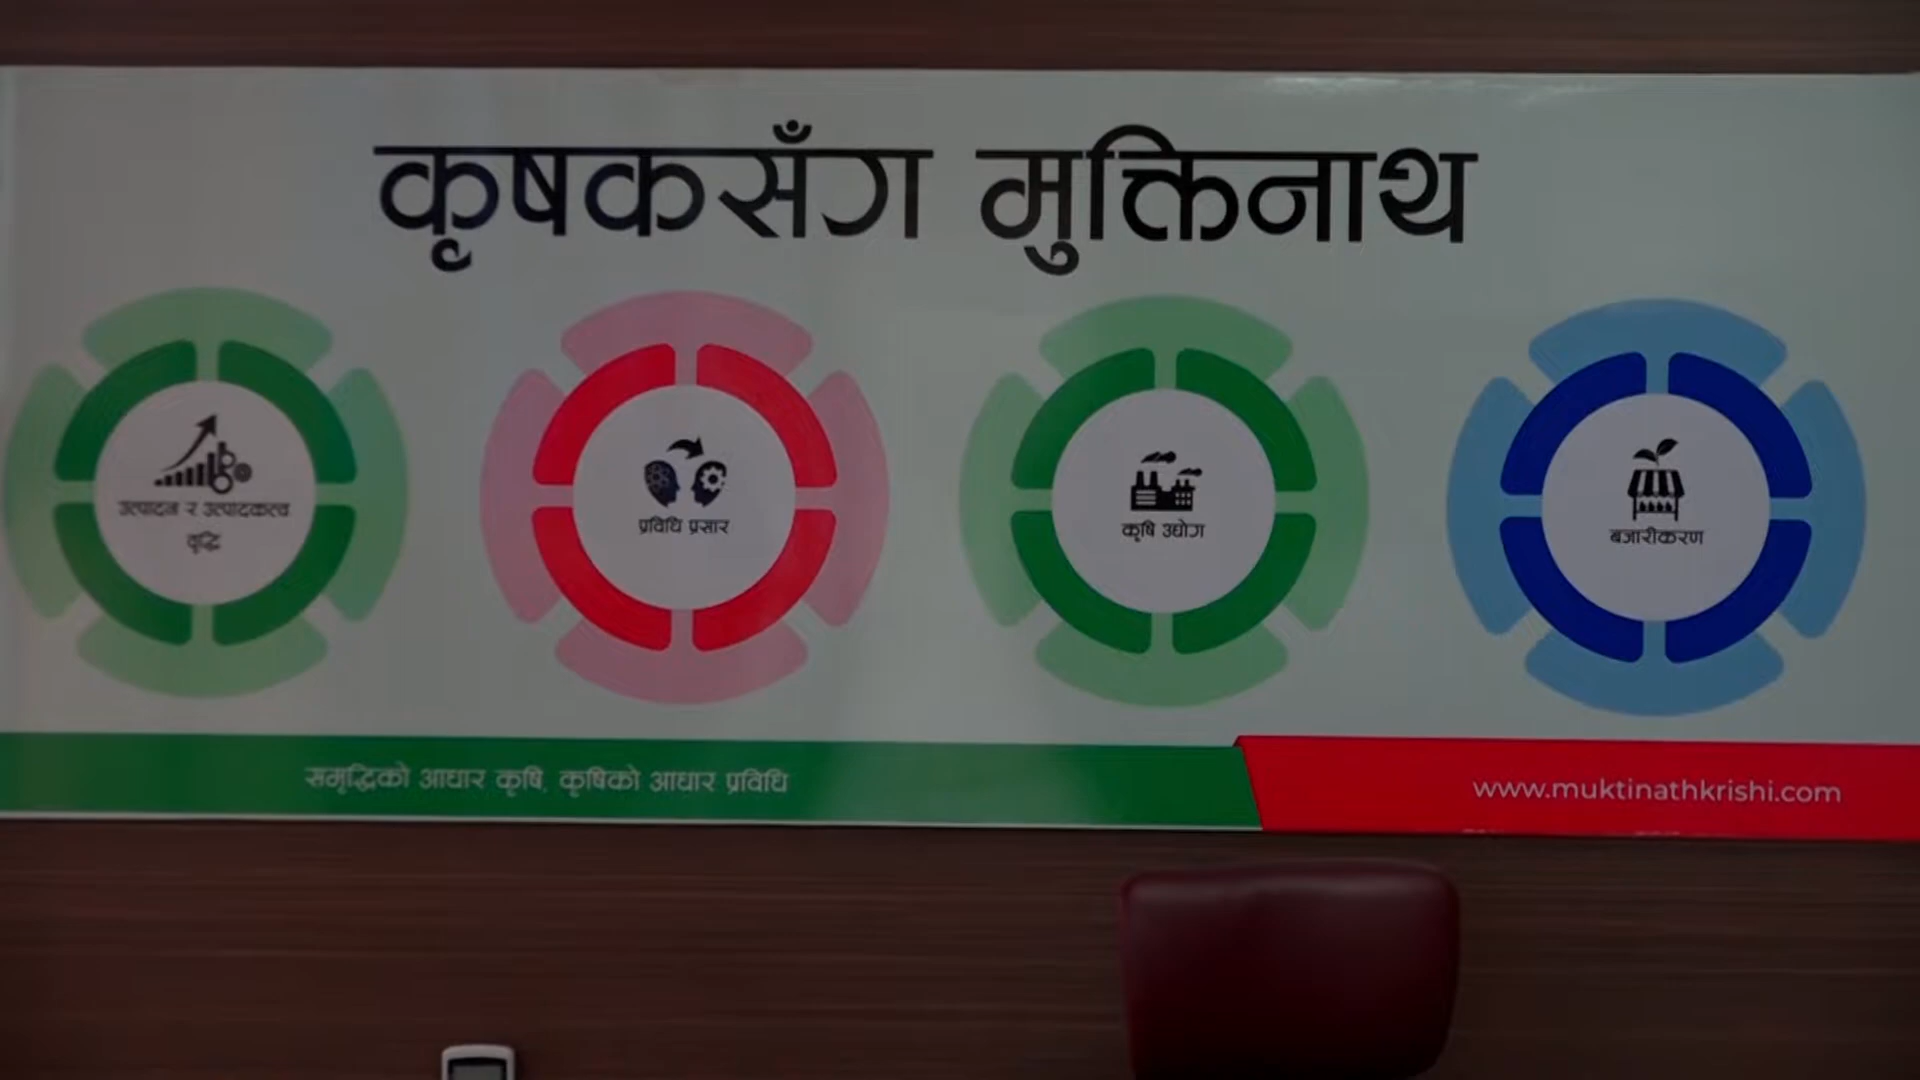 कृषकसँग मुक्तिनाथ
उत्पादन र उत्पादकत्व
वृद्धि
प्रविधि प्रसार
कृषि उद्योग
बजारीकरण
समृद्धिको आधार कृषि, कृषिको आधार प्रविधि
www.muktinathkrishi.com